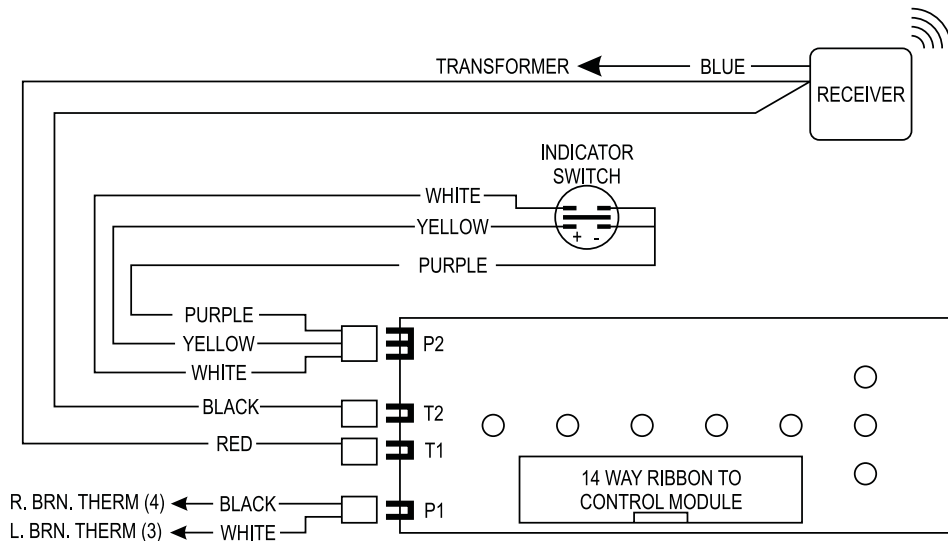 TRANSFORMER
BLUE
RECEIVER
INDICATOR
SWITCH
WHITE
YELLOW
+ -
PURPLE
PURPLE
YELLOW
WHITE
P2
BLACK
T2
RED
T1
14 WAY RIBBON TO
CONTROL MODULE
R. BRN. THERM (4)
BLACK
P1
L. BRN. THERM (3)
WHITE